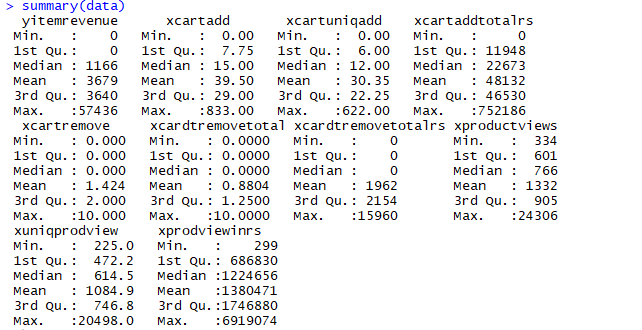 > summary(data)
yitemrevenue xcartadd xcartuniqadd xcartaddtotalrs
Min. : 0 Min. : 0.00 Min. : 0.00 Min. : 0
1st Qu.: 0 1st Qu.: 7.75 1st Qu.: 6.00 1st Qu.: 11948
Median : 1166 Median : 15.00 Median : 12.00 Median : 22673
Mean : 3679 Mean : 39.50 Mean : 30.35 Mean : 48132
3rd Qu.: 3640 3rd Qu.: 29.00 3rd Qu.: 22.25 3rd Qu.: 46530
Max. :57436 Max. :833.00 Max. :622.00 Max. :752186
xcartremove xcardtremovetotal xcardtremovetotalrs xproductviews
Min. : 0.000 Min. : 0.0000 Min. : 0 Min. : 334
1st Qu.: 0.000 1st Qu.: 0.0000 1st Qu.: 0 1st Qu.: 601
Median : 0.000 Median : 0.0000 Median : 0 Median : 766
Mean : 1.424 Mean : 0.8804 Mean : 1962 Mean : 1332
3rd Qu.: 2.000 3rd Qu.: 1.2500 3rd Qu.: 2154 3rd Qu.: 905
Max. :10.000 Max. :10.0000 Max. :15960 Max. :24306
xuniqprodview xprodviewinrs
Min. : 225.0 Min. : 299
1st Qu.: 472.2 1st Qu.: 686830
Median : 614.5 Median :1224656
Mean : 1084.9 Mean :1380471
3rd Qu.: 746.8 3rd Qu.:1746880
Max. :20498.0 Max. :6919074